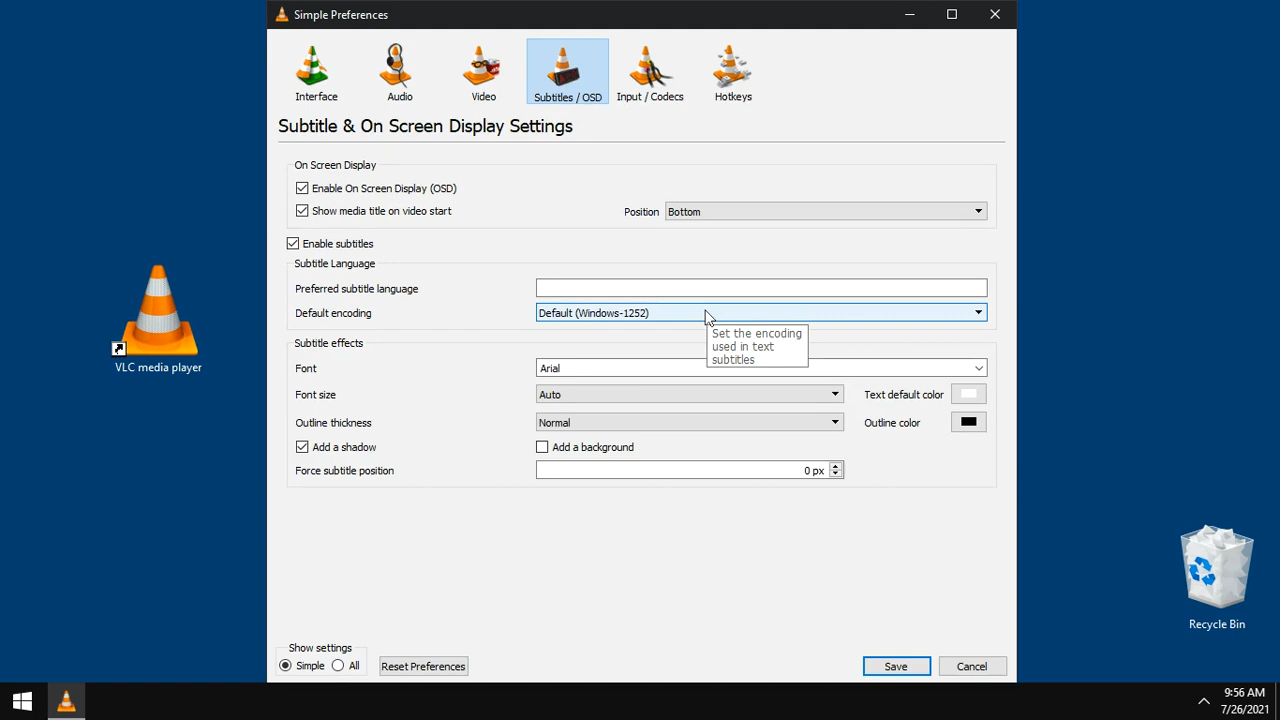 Simple Preferences
Interface Audio Video Subtitles / OSD Input / Codecs Hotkeys
Subtitle & On Screen Display Settings
On Screen Display
Enable On Screen Display (OSD)
Show media title on video start Position Bottom
Enable subtitles
Subtitle Language
Preferred subtitle language
Default encoding Default (Windows-1252)
Set the encoding
used in text
subtitles
Subtitle effects
Font Arial
Font size Auto Text default color
Outline thickness Normal Outline color
Add a shadow Add a background
Force subtitle position 0 px
VLC media player
Recycle Bin
Show settings
Simple All Reset Preferences Save Cancel
9:56 AM
7/26/2021